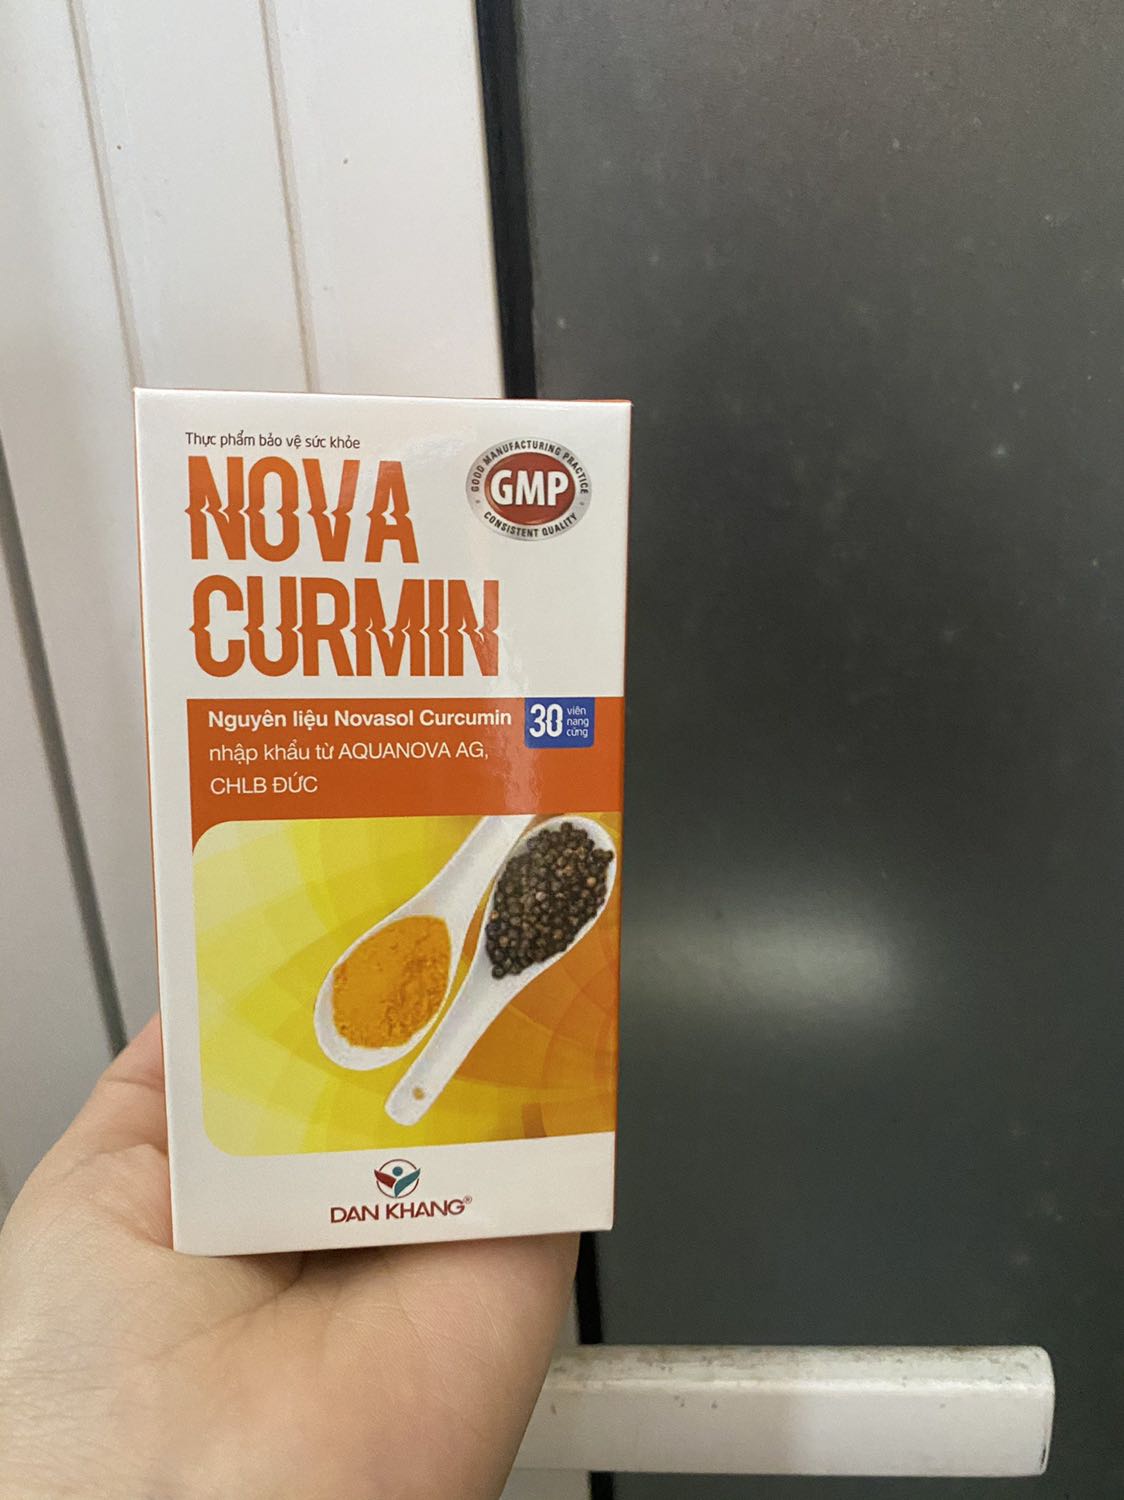 Thực phẩm bảo vệ sức khỏe
NOVA
CURMIN
GOOD MANUFACTURING PRACTICE
GMP
CONSISTENT QUALITY
Nguyên liệu Novasol Curcumin
nhập khẩu từ AQUANOVA AG,
CHLB ĐỨC
30 viên
nang
cứng
DAN KHANG®